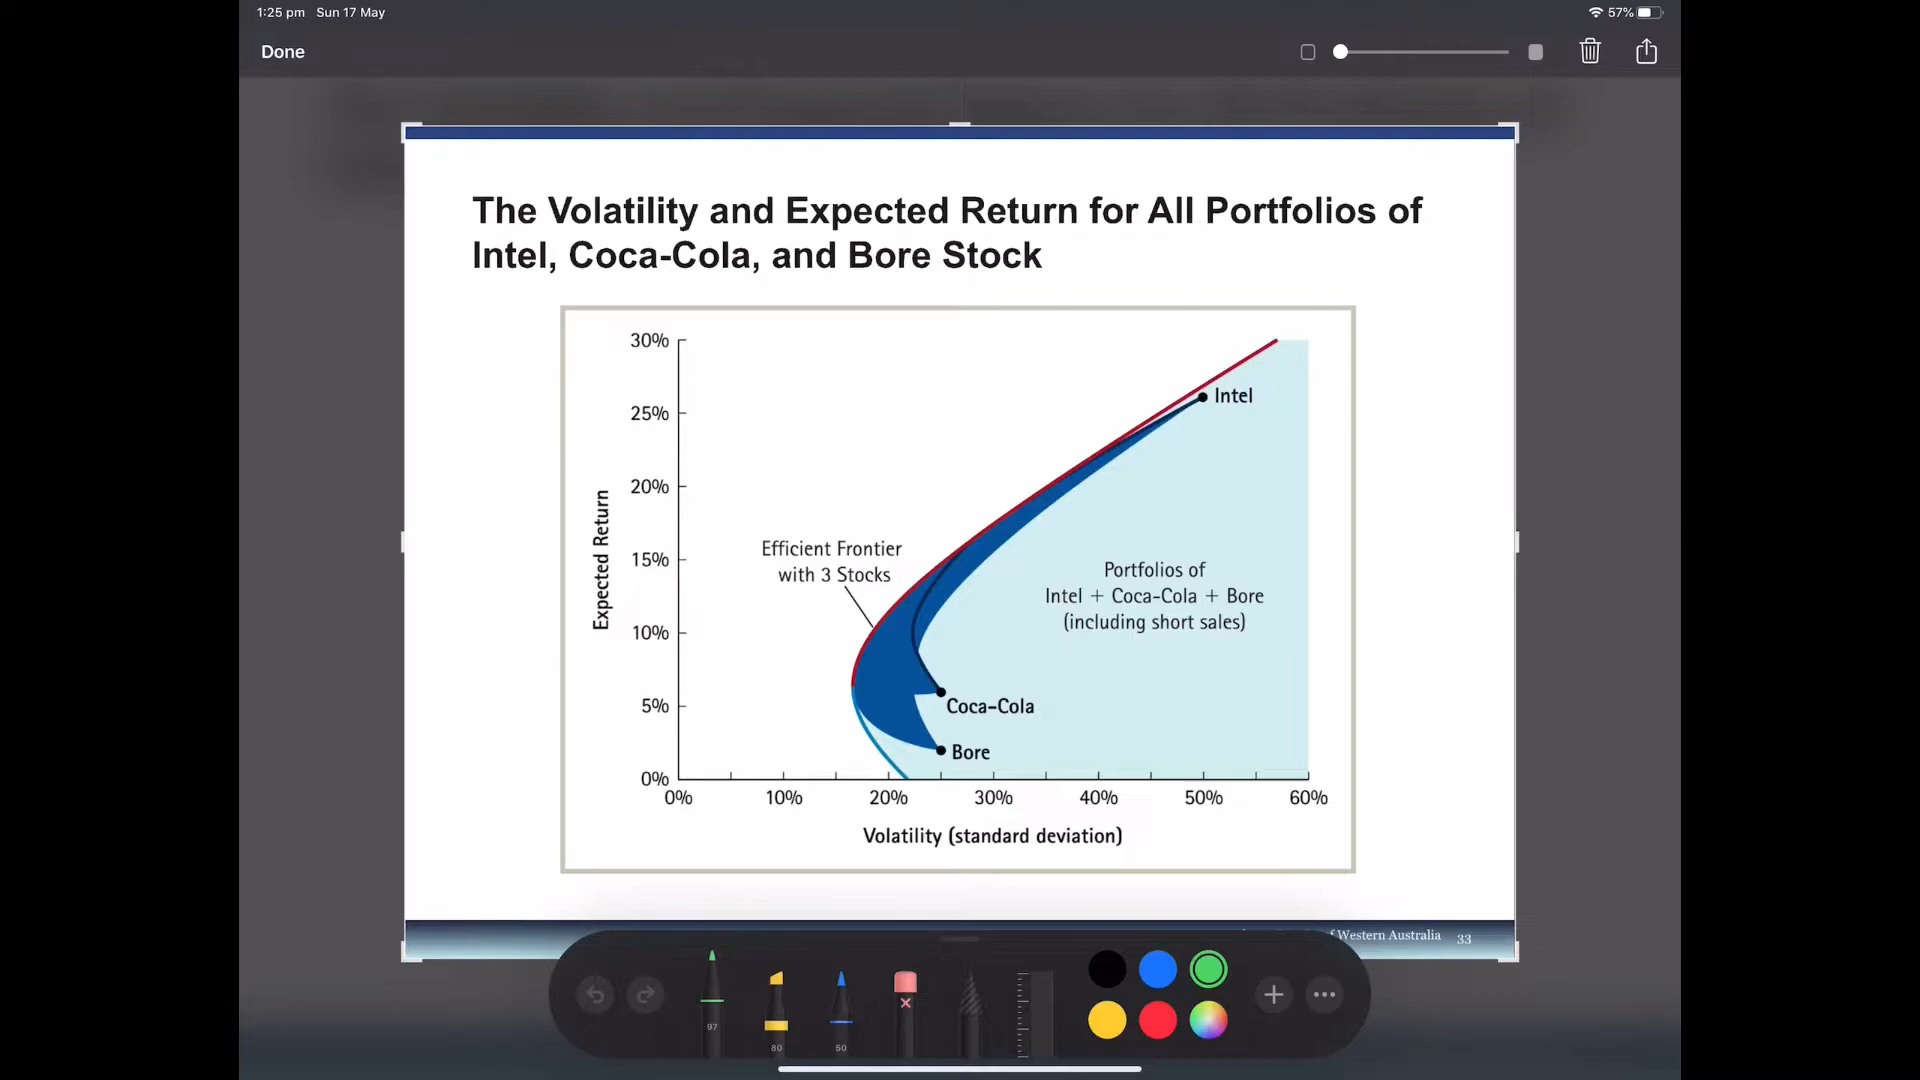 1:25 pm Sun 17 May
57%
Done
The Volatility and Expected Return for All Portfolios of
Intel, Coca-Cola, and Bore Stock
30%
25%
20%
15%
10%
5%
0%
Expected Return
Intel
Efficient Frontier
with 3 Stocks
Portfolios of
Intel + Coca-Cola + Bore
(including short sales)
Coca-Cola
Bore
0% 10% 20% 30% 40% 50% 60%
Volatility (standard deviation)
Western Australia 33
97
80
50